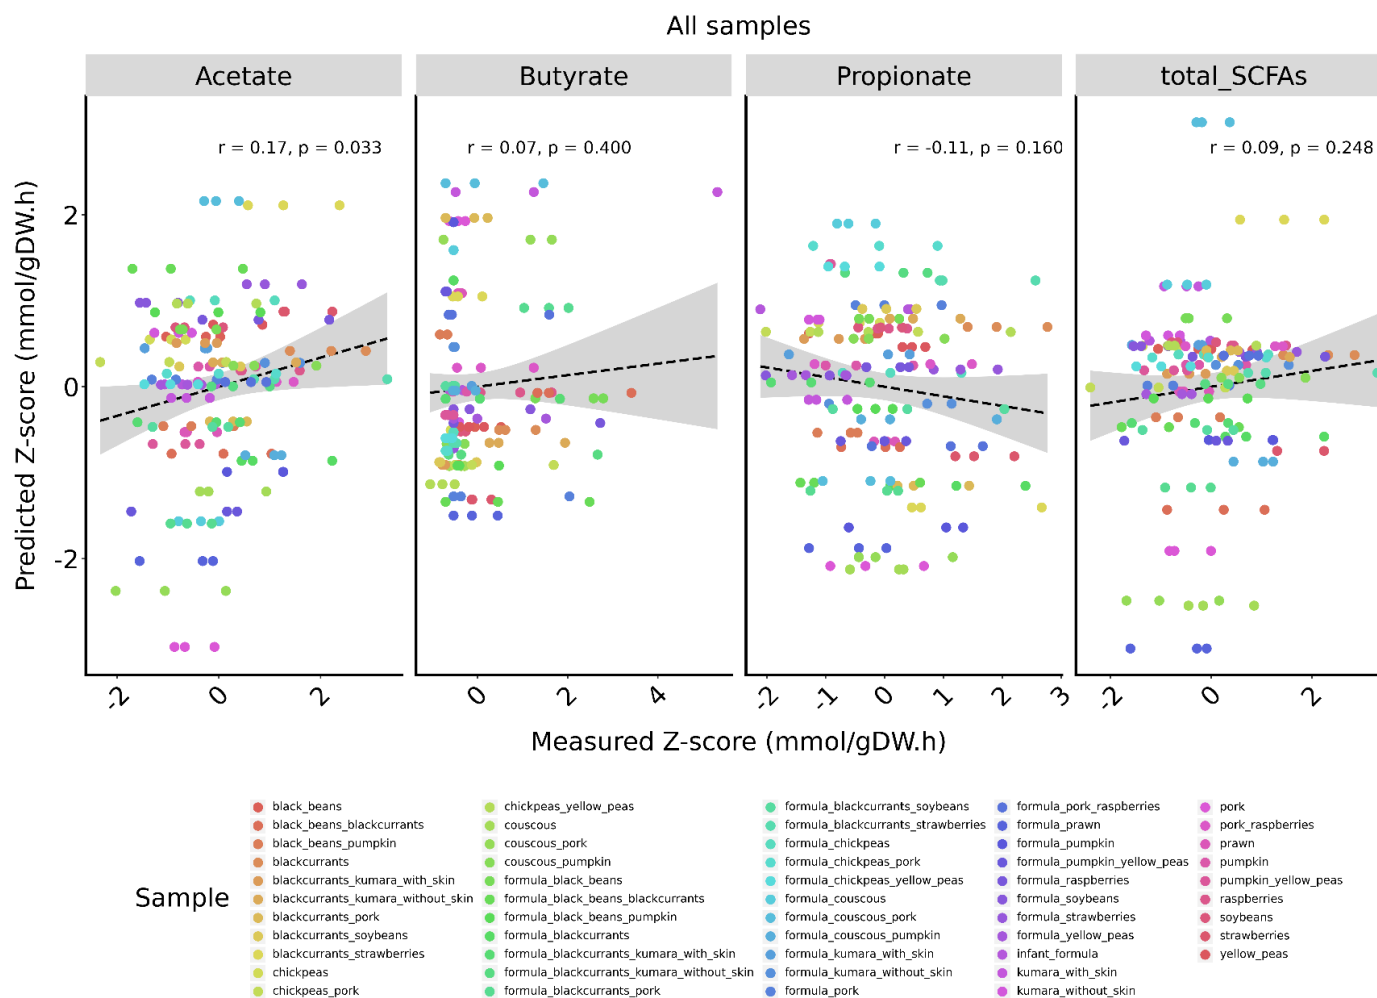 All samples
Acetate Butyrate Propionate total_SCFAs
r = 0.17, p = 0.033 r = 0.07, p = 0.400 r = -0.11, p = 0.160 r = 0.09, p = 0.248
Predicted Z-score (mmol/gDW.h)
2
0
-2
-2 0 2 0 2 4 -2 -1 0 1 2 3 -2 0 2
Measured Z-score (mmol/gDW.h)
Sample
black_beans
black_beans_blackcurrants
black_beans_pumpkin
blackcurrants
blackcurrants_kumara_with_skin
blackcurrants_kumara_without_skin
blackcurrants_pork
blackcurrants_soybeans
blackcurrants_strawberries
chickpeas
chickpeas_pork
chickpeas_yellow_peas
couscous
couscous_pork
couscous_pumpkin
formula_black_beans
formula_black_beans_blackcurrants
formula_black_beans_pumpkin
formula_blackcurrants
formula_blackcurrants_kumara_with_skin
formula_blackcurrants_kumara_without_skin
formula_blackcurrants_pork
formula_blackcurrants_soybeans
formula_blackcurrants_strawberries
formula_chickpeas
formula_chickpeas_pork
formula_chickpeas_yellow_peas
formula_couscous
formula_couscous_pork
formula_couscous_pumpkin
formula_kumara_with_skin
formula_kumara_without_skin
formula_pork
formula_pork_raspberries
formula_prawn
formula_pumpkin
formula_pumpkin_yellow_peas
formula_raspberries
formula_soybeans
formula_strawberries
formula_yellow_peas
infant_formula
kumara_with_skin
kumara_without_skin
pork
pork_raspberries
prawn
pumpkin
pumpkin_yellow_peas
raspberries
soybeans
strawberries
yellow_peas